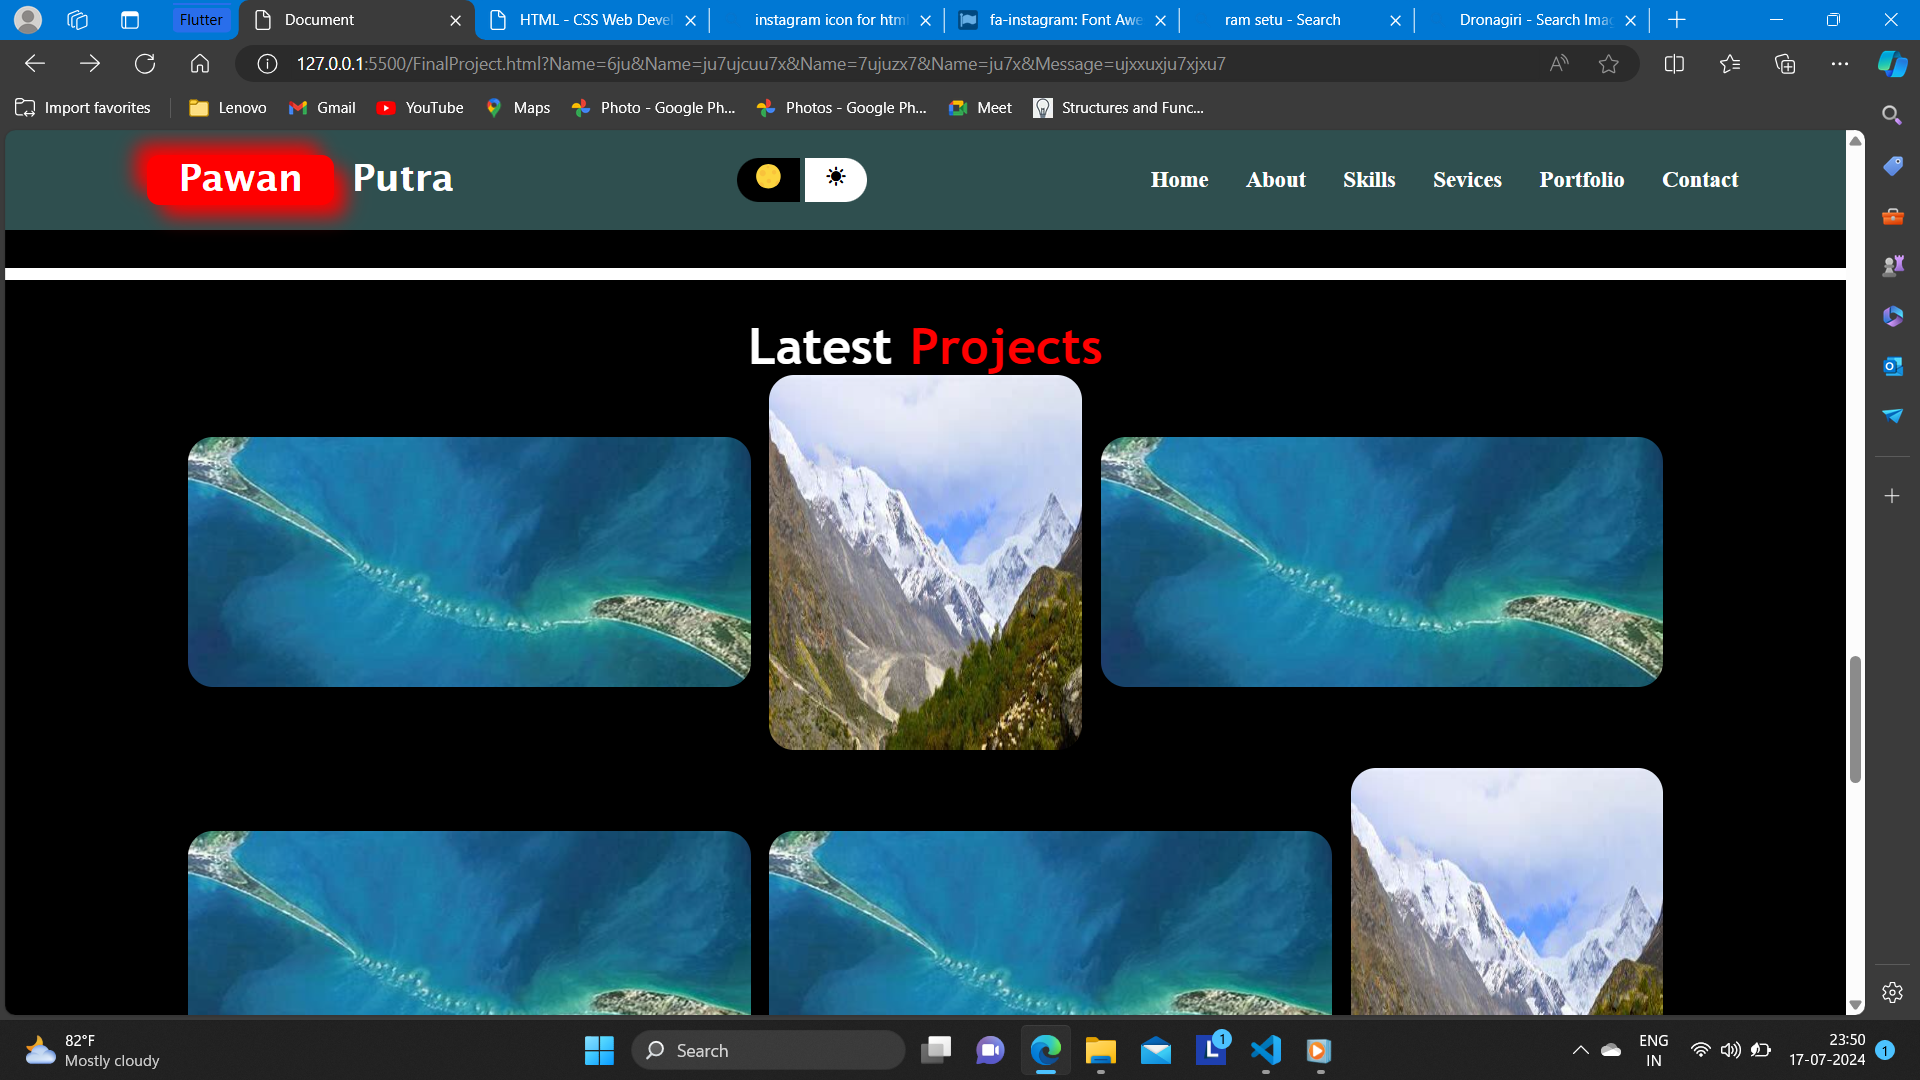 Flutter
Document
HTML - CSS Web Devel
instagram icon for html
fa-instagram: Font Awe
ram setu - Search
Dronagiri - Search Imag
127.0.0.1:5500/FinalProject.html?Name=6ju&Name=ju7ujcuu7x&Name=7ujuzx7&Name=ju7x&Message=ujxxuxju7xjxu7
Import favorites
Lenovo
Gmail
YouTube
Maps
Photo - Google Ph...
Photos - Google Ph...
Meet
Structures and Func...
Pawan Putra
Home About Skills Sevices Portfolio Contact
Latest Projects
82°F
Mostly cloudy
Search
1
ENG
IN
23:50
17-07-2024
1